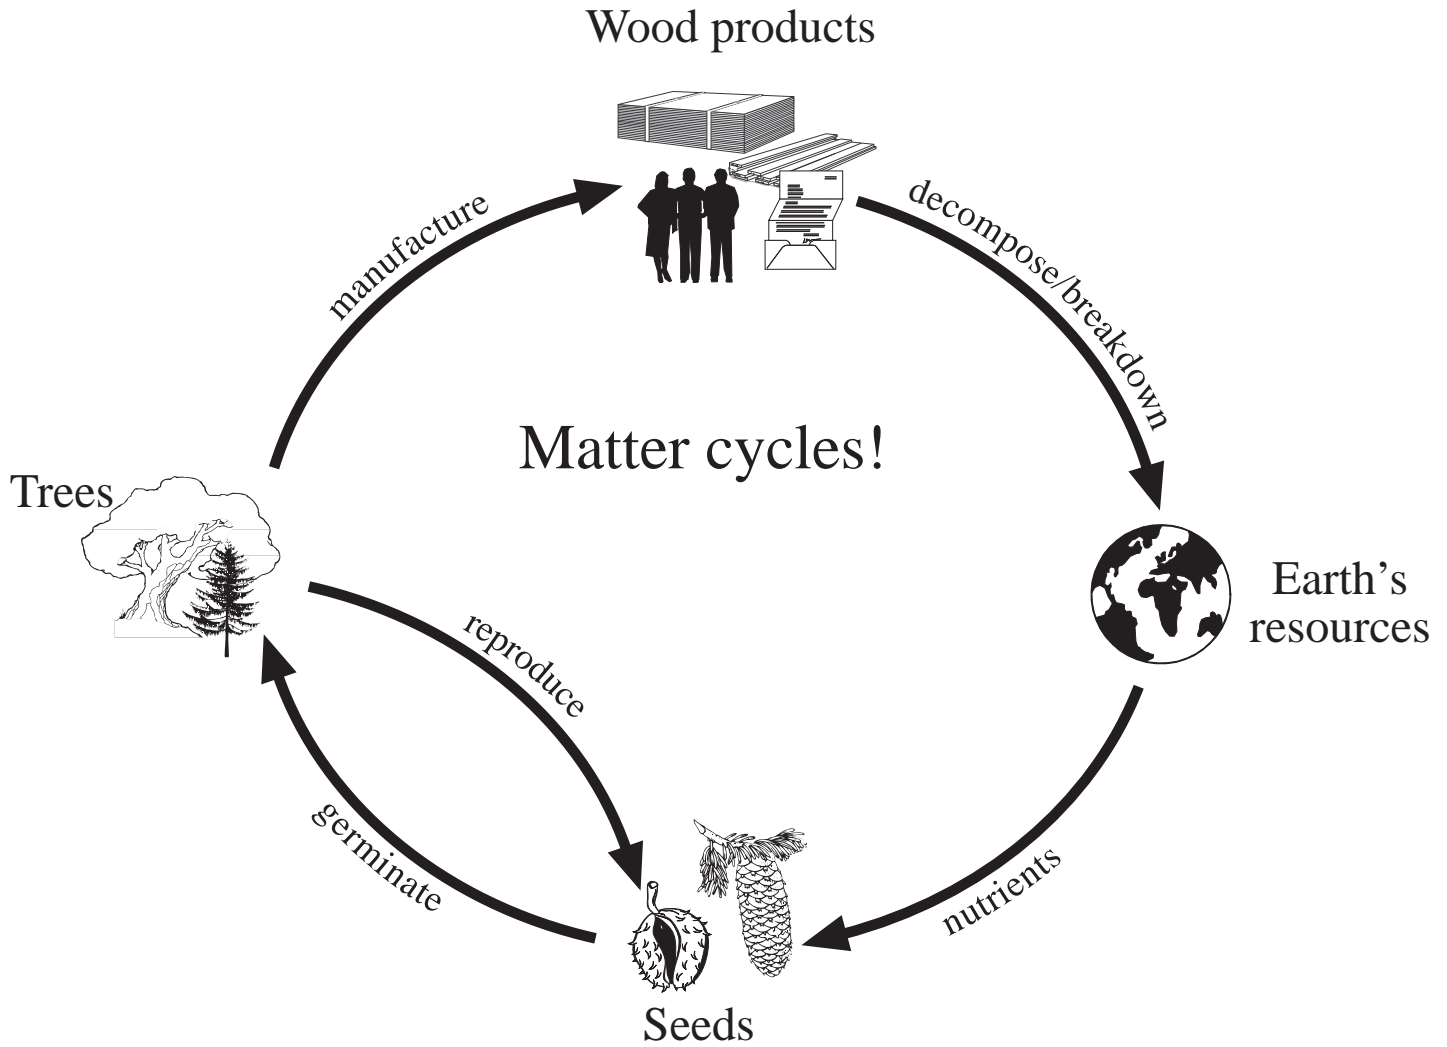 Wood products
manufacture
decompose/breakdown
Matter cycles!
Trees
Earth's
resources
reproduce
germinate
nutrients
Seeds